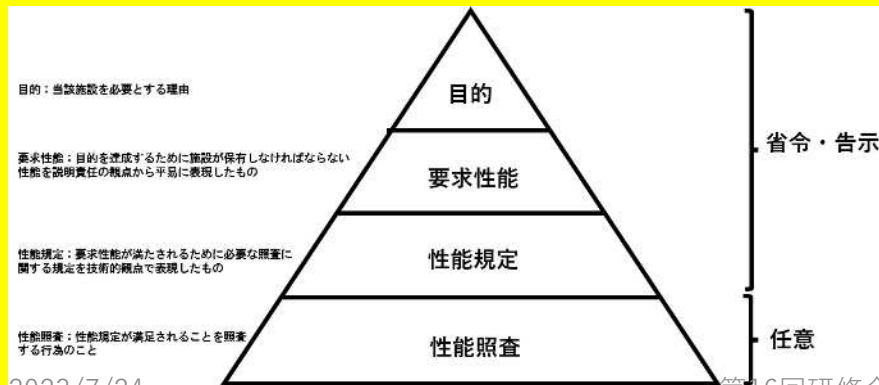 目的
目的：当該施設を必要とする理由
省令・告示
要求性能：目的を達成するために施設が保有しなければならない
性能を説明責任の観点から平易に表現したもの
要求性能
性能規定：要求性能が満たされるために必要な照査に
関する規定を技術的観点で表現したもの
性能規定
性能照査：性能規定が満足されることを照査
する行為のこと
性能照査
任意